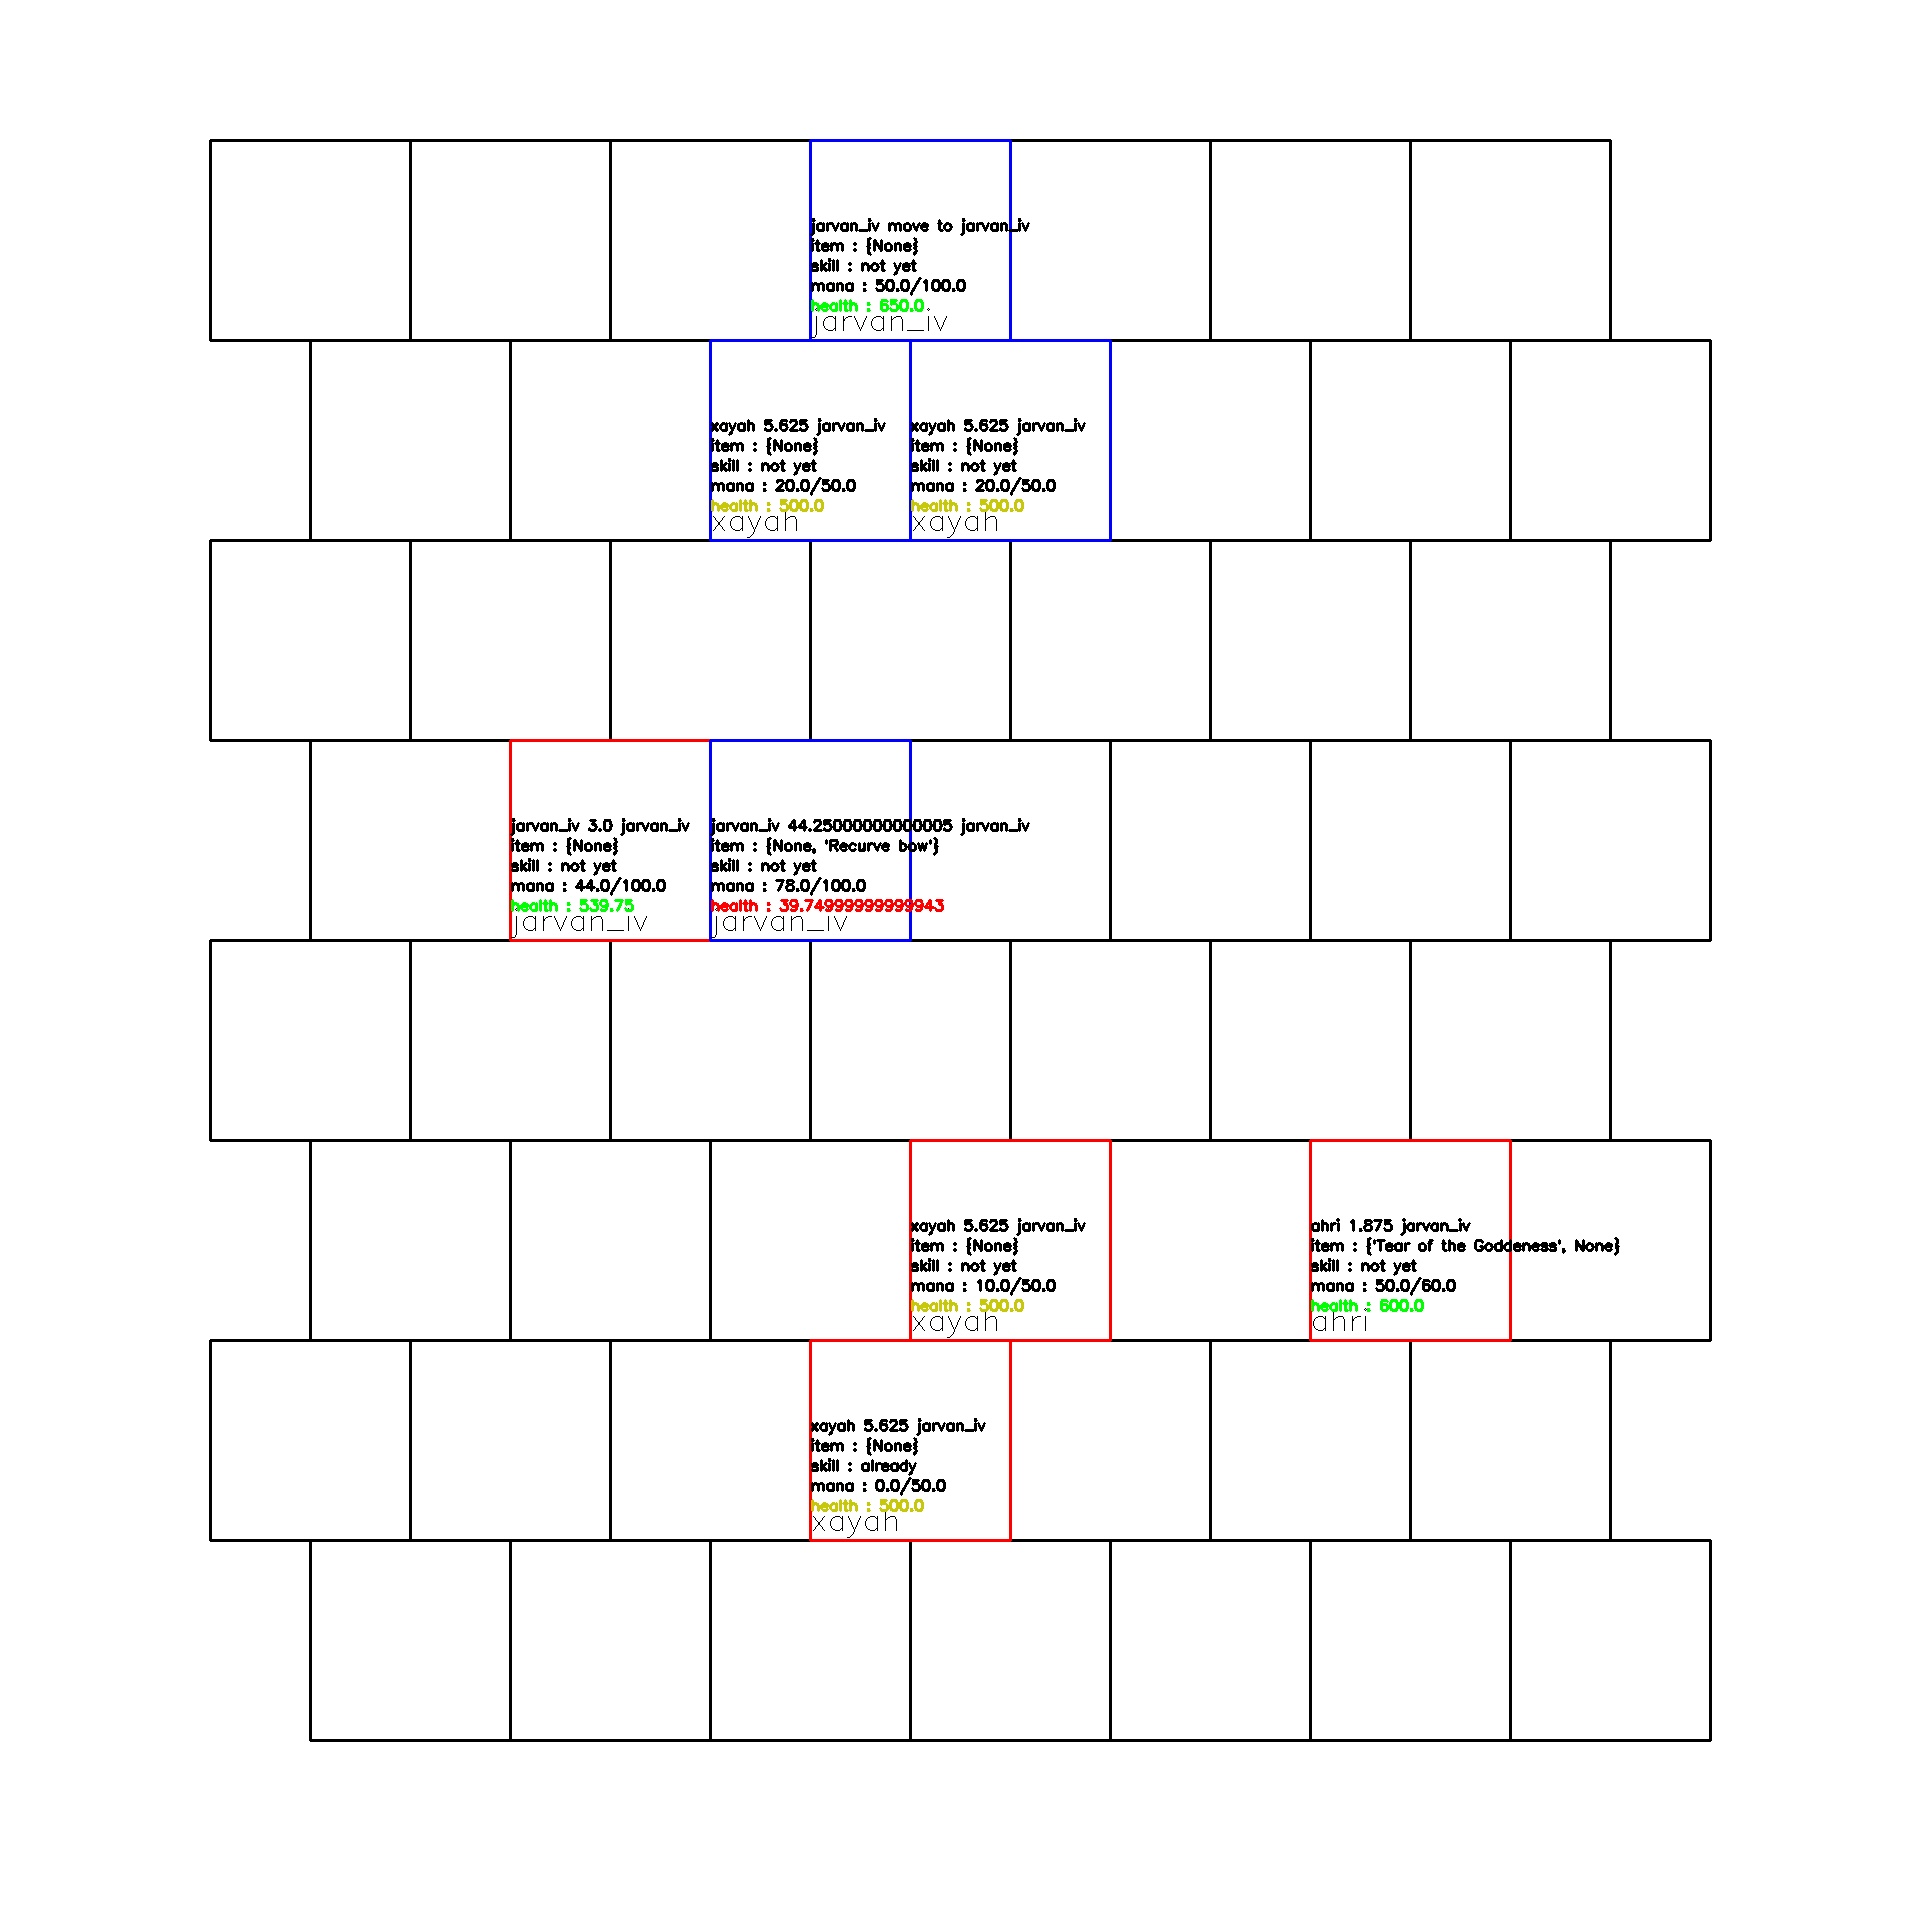 jarvan_iv move to jarvan_iv
item : {None}
skill : not yet
mana : 50.0/100.0
health : 650.0
jarvan_iv
xayah 5.625 jarvan_iv
item : {None}
skill : not yet
mana : 20.0/50.0
health : 500.0
xayah
xayah 5.625 jarvan_iv
item : {None}
skill : not yet
mana : 20.0/50.0
health : 500.0
xayah
jarvan_iv 3.0 jarvan_iv
item : {None}
skill : not yet
mana : 44.0/100.0
health : 539.75
jarvan_iv
jarvan_iv 44.25000000000005 jarvan_iv
item : {None, 'Recurve bow'}
skill : not yet
mana : 78.0/100.0
health : 39.74999999999943
jarvan_iv
xayah 5.625 jarvan_iv
item : {None}
skill : not yet
mana : 10.0/50.0
health : 500.0
xayah
ahri 1.875 jarvan_iv
item : {'Tear of the Goddeness', None}
skill : not yet
mana : 50.0/60.0
health : 600.0
ahri
xayah 5.625 jarvan_iv
item : {None}
skill : already
mana : 0.0/50.0
health : 500.0
xayah